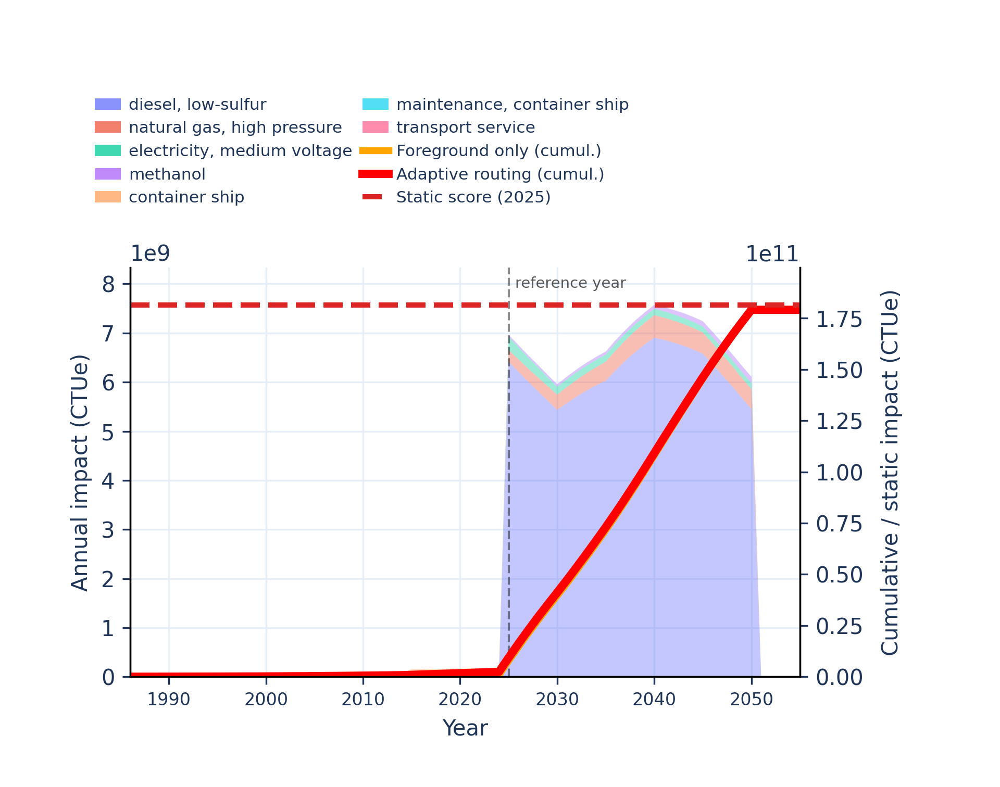 diesel, low-sulfur
natural gas, high pressure
electricity, medium voltage
methanol
container ship
maintenance, container ship
transport service
Foreground only (cumul.)
Adaptive routing (cumul.)
Static score (2025)
1e9
1e11
reference year
8
7
6
5
4
3
2
1
0
Annual impact (CTUe)
1.75
1.50
1.25
1.00
0.75
0.50
0.25
0.00
Cumulative / static impact (CTUe)
1990 2000 2010 2020 2030 2040 2050
Year